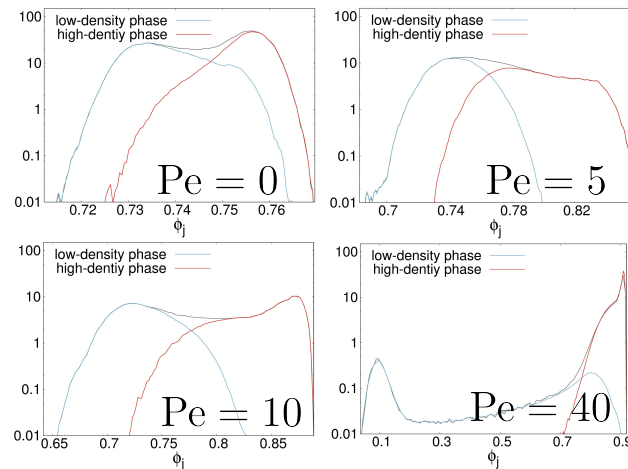 100
low-density phase
high-dentiy phase
10
1
0.1
0.01
Pe = 0
0.72 0.73 0.74 0.75 0.76
ϕj
100
low-density phase
high-dentiy phase
10
1
0.1
0.01
Pe = 5
0.7 0.74 0.78 0.82
ϕj
100
low-density phase
high-dentiy phase
10
1
0.1
0.01
Pe = 10
0.65 0.7 0.75 0.8 0.85
ϕj
100
low-density phase
high-dentiy phase
10
1
0.1
0.01
Pe = 40
0.1 0.3 0.5 0.7 0.9
ϕj